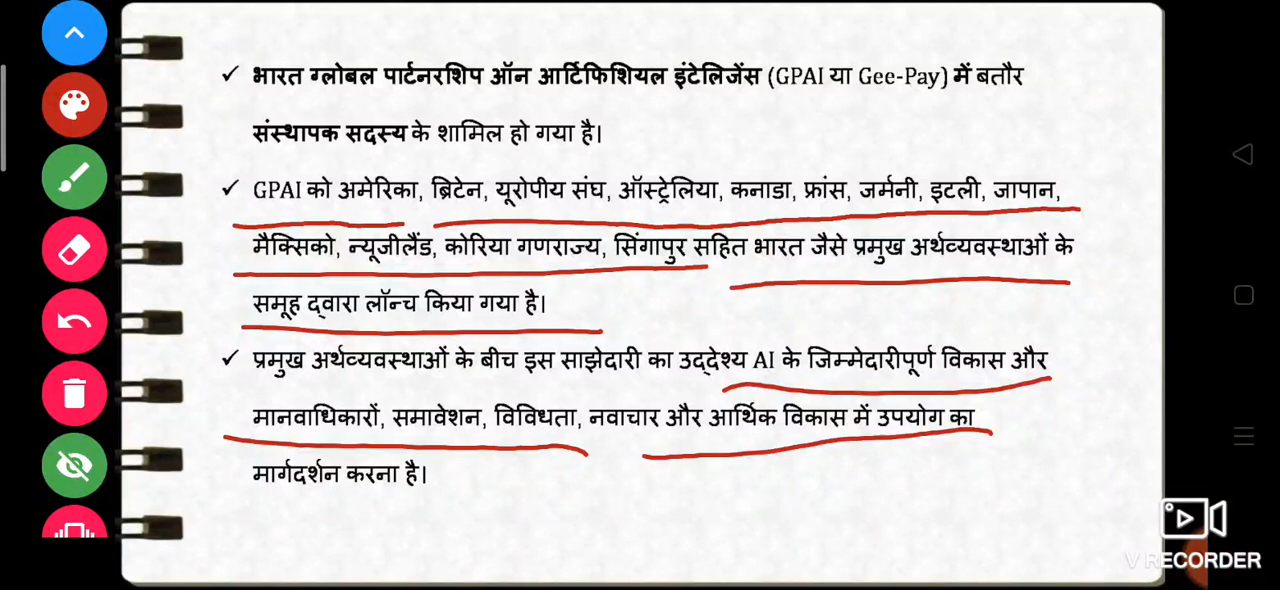 ✓ भारत ग्लोबल पार्टनरशिप ऑन आर्टिफिशियल इंटेलिजेंस (GPAI या Gee-Pay) में बतौर
संस्थापक सदस्य के शामिल हो गया है।
✓ GPAI को अमेरिका, ब्रिटेन, यूरोपीय संघ, ऑस्ट्रेलिया, कनाडा, फ्रांस, जर्मनी, इटली, जापान,
मैक्सिको, न्यूजीलैंड, कोरिया गणराज्य, सिंगापुर सहित भारत जैसे प्रमुख अर्थव्यवस्थाओं के
समूह द्वारा लॉन्च किया गया है।
✓ प्रमुख अर्थव्यवस्थाओं के बीच इस साझेदारी का उद्देश्य AI के जिम्मेदारीपूर्ण विकास और
मानवाधिकारों, समावेशन, विविधता, नवाचार और आर्थिक विकास में उपयोग का
मार्गदर्शन करना है।
V RECORDER